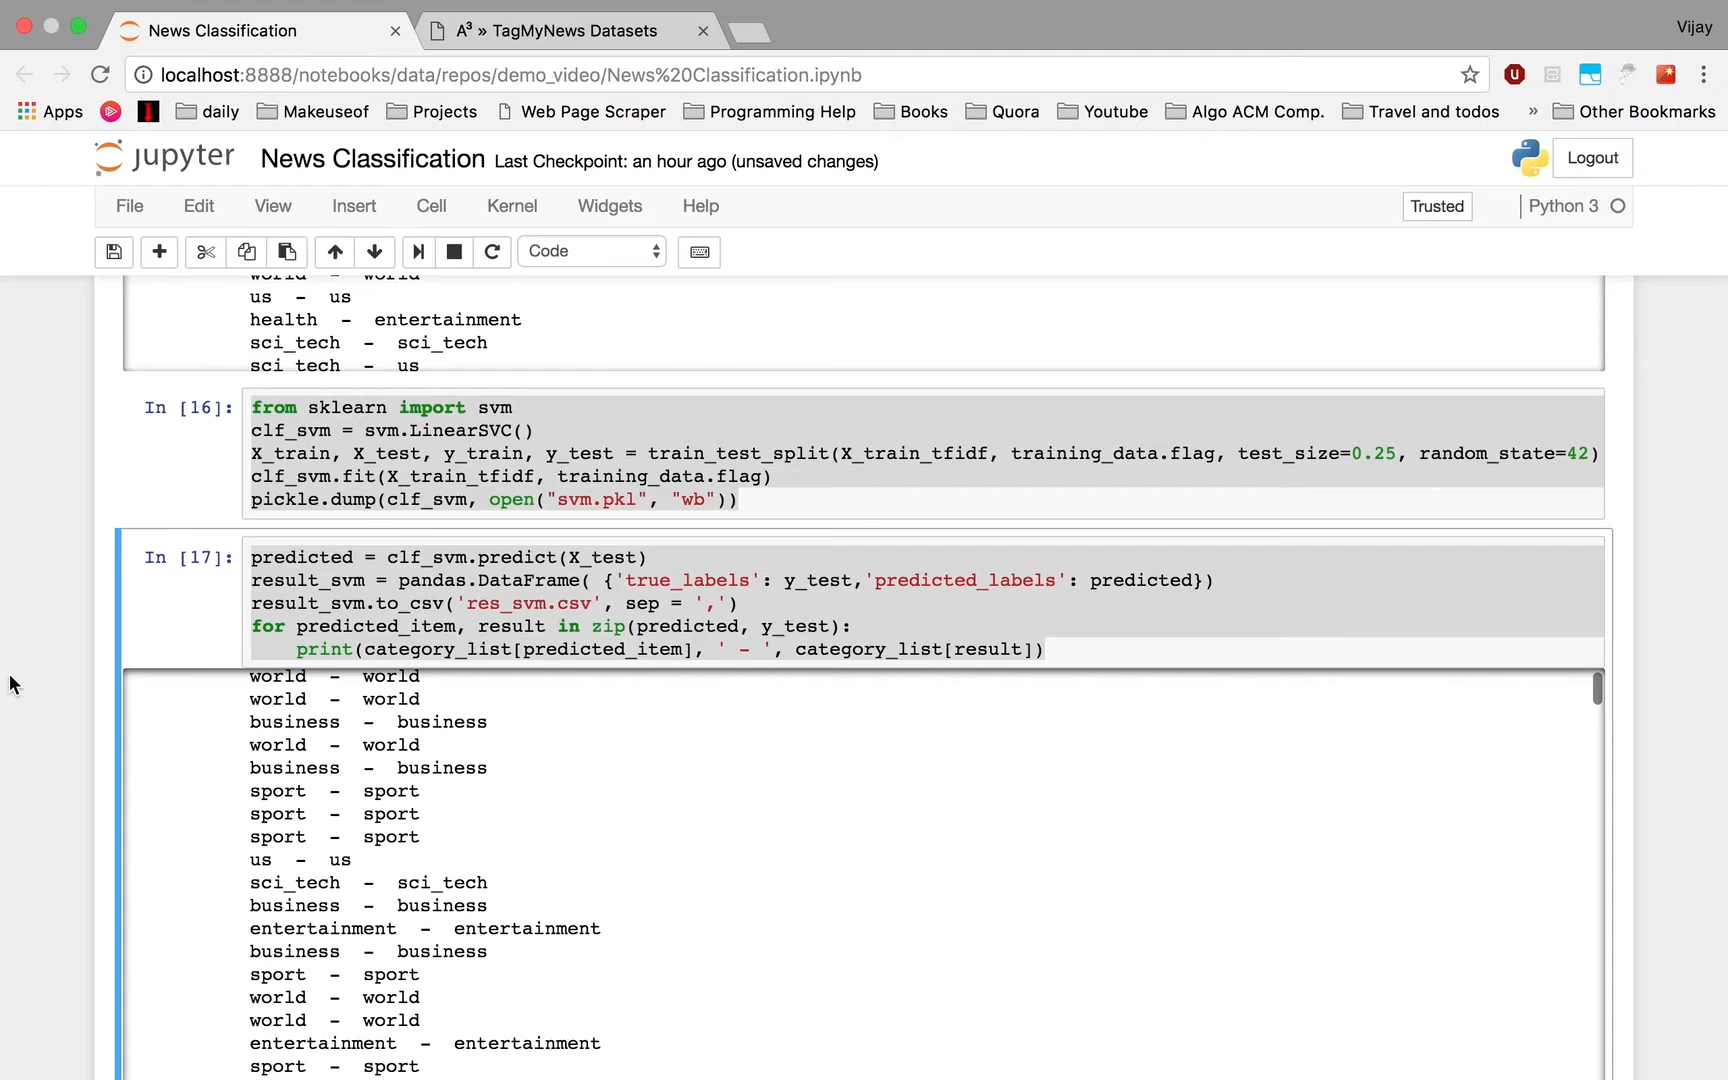 News Classification
A³ » TagMyNews Datasets
Vijay
localhost:8888/notebooks/data/repos/demo_video/News%20Classification.ipynb
Apps daily Makeuseof Projects Web Page Scraper Programming Help Books Quora Youtube Algo ACM Comp. Travel and todos » Other Bookmarks
jupyter News Classification Last Checkpoint: an hour ago (unsaved changes) Logout
File Edit View Insert Cell Kernel Widgets Help Trusted Python 3
Code
world - world
us - us
health - entertainment
sci_tech - sci_tech
sci_tech - us
In [16]: from sklearn import svm
clf_svm = svm.LinearSVC()
X_train, X_test, y_train, y_test = train_test_split(X_train_tfidf, training_data.flag, test_size=0.25, random_state=42)
clf_svm.fit(X_train_tfidf, training_data.flag)
pickle.dump(clf_svm, open("svm.pkl", "wb"))
In [17]: predicted = clf_svm.predict(X_test)
result_svm = pandas.DataFrame( {'true_labels': y_test,'predicted_labels': predicted})
result_svm.to_csv('res_svm.csv', sep = ',')
for predicted_item, result in zip(predicted, y_test):
    print(category_list[predicted_item], ' - ', category_list[result])
world - world
world - world
business - business
world - world
business - business
sport - sport
sport - sport
sport - sport
us - us
sci_tech - sci_tech
business - business
entertainment - entertainment
business - business
sport - sport
world - world
world - world
entertainment - entertainment
sport - sport